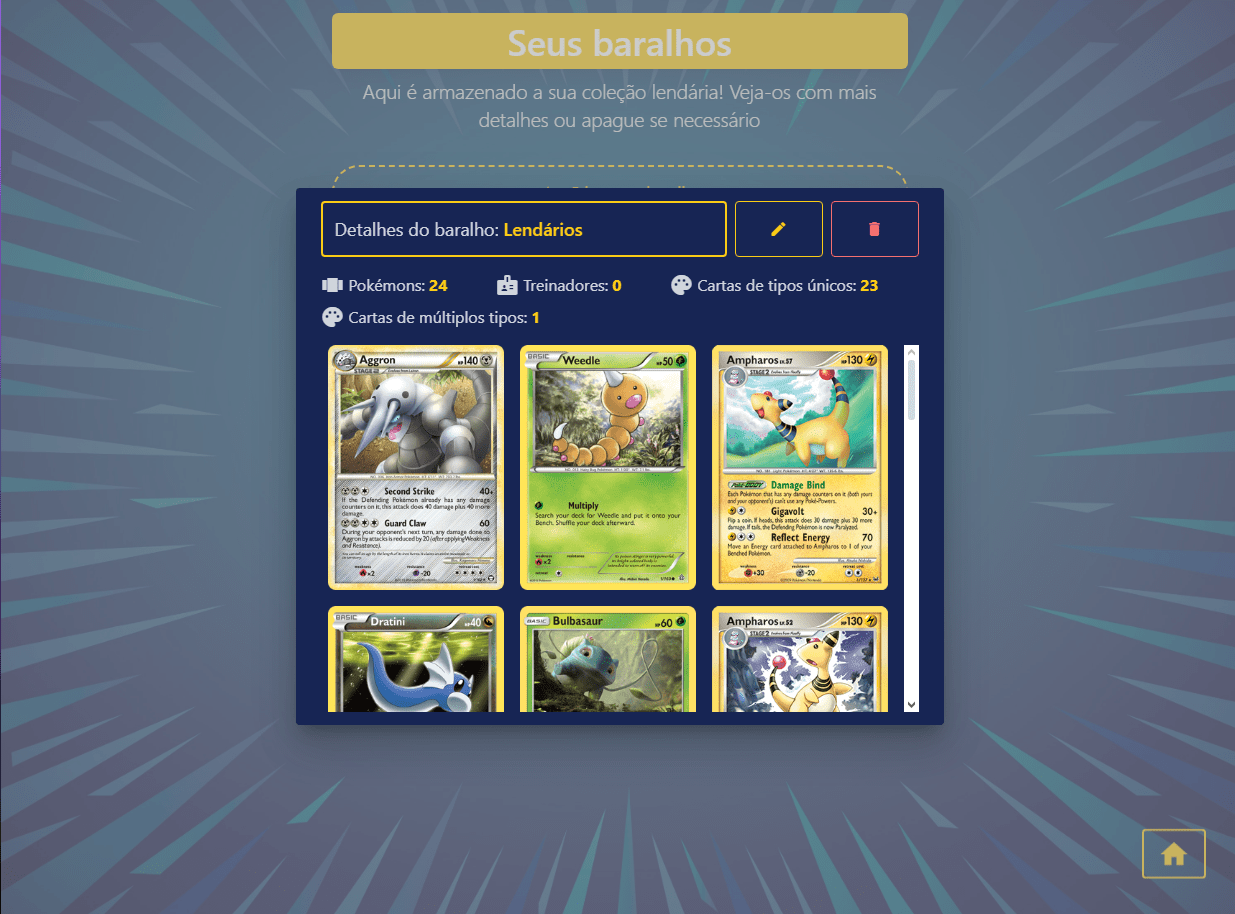 Seus baralhos
Aqui é armazenado a sua coleção lendária! Veja-os com mais
detalhes ou apague se necessário
Detalhes do baralho: Lendários
Pokémons: 24
Treinadores: 0
Cartas de tipos únicos: 23
Cartas de múltiplos tipos: 1
Aggron
HP140
STAGE 2
Second Strike 40+
If the Defending Pokémon already has any damage
counters on it, this attack does 40 damage plus 40 more
damage.
Guard Claw 60
During your opponent's next turn, any damage done to
Aggron by attacks is reduced by 20 (after applying Weakness
and Resistance).
×2
-20
BASIC
Weedle
HP50
Multiply
Search your deck for Weedle and put it onto your
Bench. Shuffle your deck afterward.
×2
Ampharos LV.57
HP130
STAGE 2
Poké-BODY Damage Bind
Each Pokémon that has any damage counters on it (both yours
and your opponent's) can't use any Poké-Powers.
Gigavolt 30+
Flip a coin. If heads, this attack does 30 damage plus 30 more
damage. If tails, the Defending Pokémon is now Paralyzed.
Reflect Energy 70
Move an Energy card attached to Ampharos to 1 of your
Benched Pokémon.
+30
-20
BASIC
Dratini
HP40
BASIC
Bulbasaur
HP60
Ampharos LV.52
HP130
STAGE 2